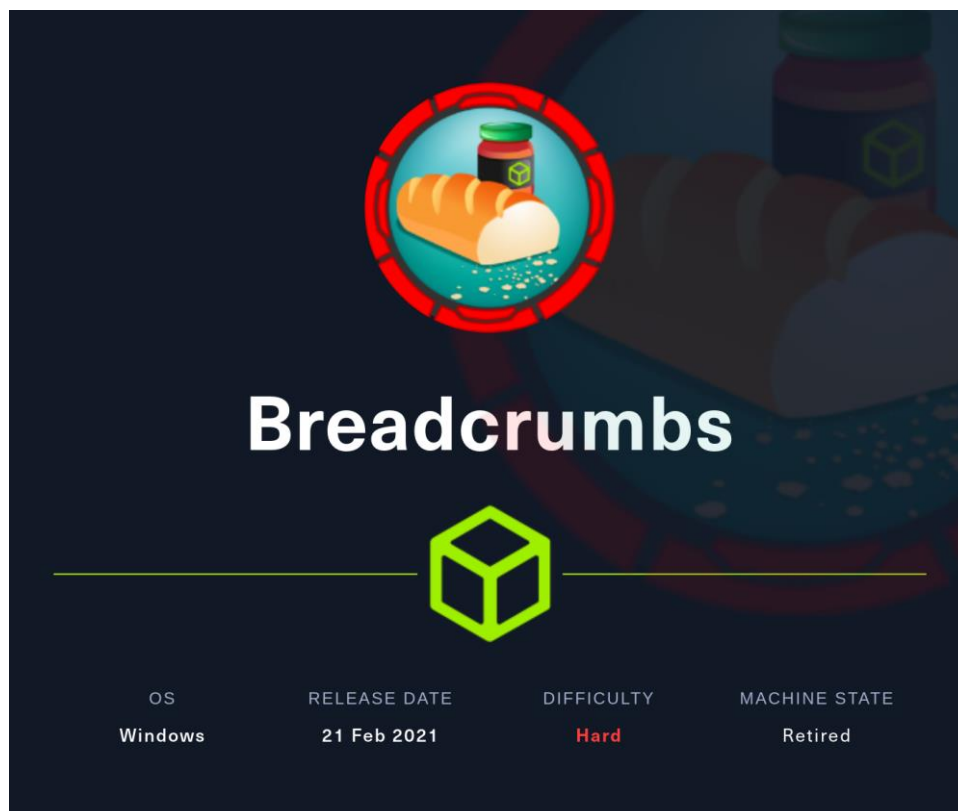 Breadcrumbs
OS RELEASE DATE DIFFICULTY MACHINE STATE
Windows 21 Feb 2021 Hard Retired